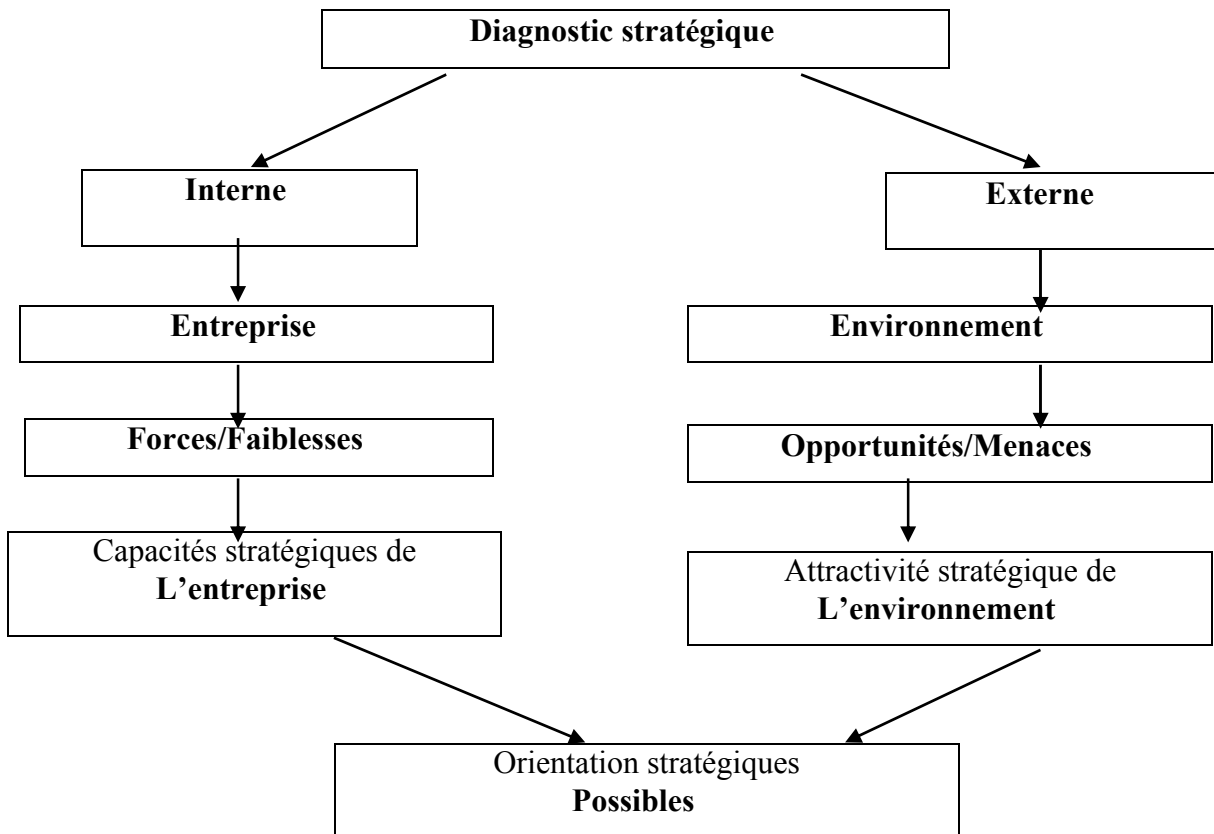 Diagnostic stratégique
Interne
Externe
Entreprise
Environnement
Forces/Faiblesses
Opportunités/Menaces
Capacités stratégiques de
L’entreprise
Attractivité stratégique de
L’environnement
Orientation stratégiques
Possibles